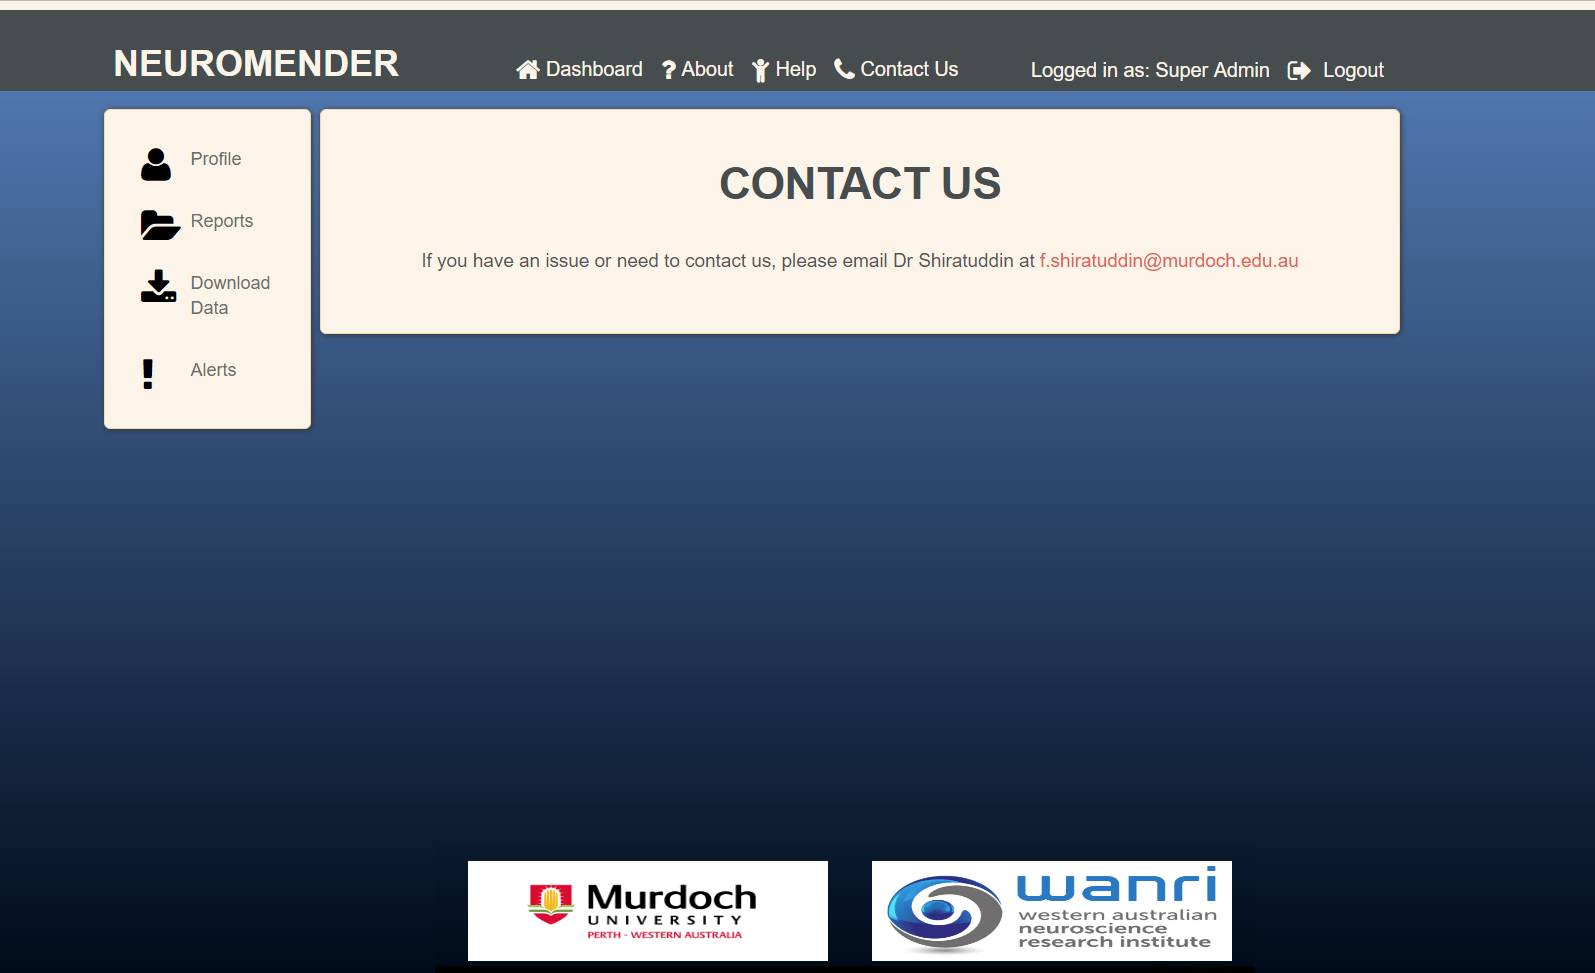 NEUROMENDER
Dashboard ? About Help Contact Us
Logged in as: Super Admin Logout
Profile
Reports
Download
Data
! Alerts
CONTACT US
If you have an issue or need to contact us, please email Dr Shiratuddin at f.shiratuddin@murdoch.edu.au
Murdoch
UNIVERSITY
PERTH - WESTERN AUSTRALIA
wanri
western australian
neuroscience
research institute